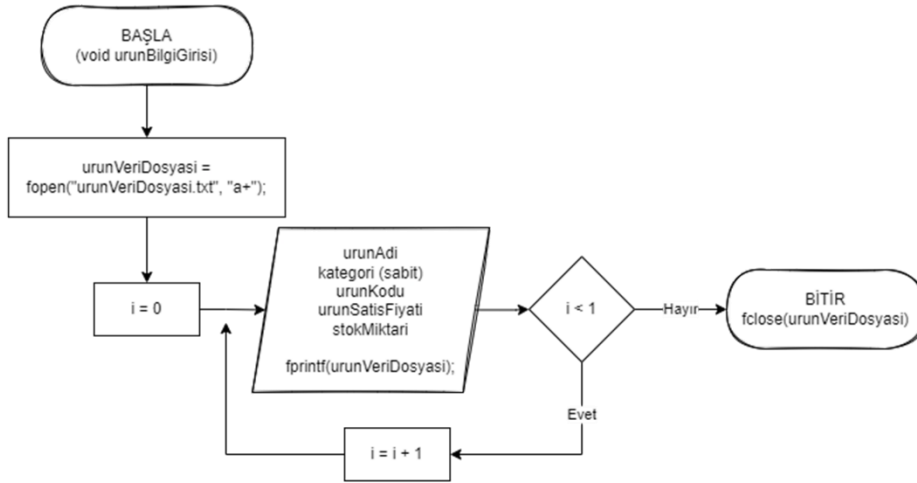 BAŞLA
(void urunBilgiGirisi)
urunVeriDosyasi =
fopen("urunVeriDosyasi.txt", "a+");
i = 0
urunAdi
kategori (sabit)
urunKodu
urunSatisFiyati
stokMiktari
fprintf(urunVeriDosyasi);
i < 1
Hayır
BİTİR
fclose(urunVeriDosyasi)
Evet
i = i + 1